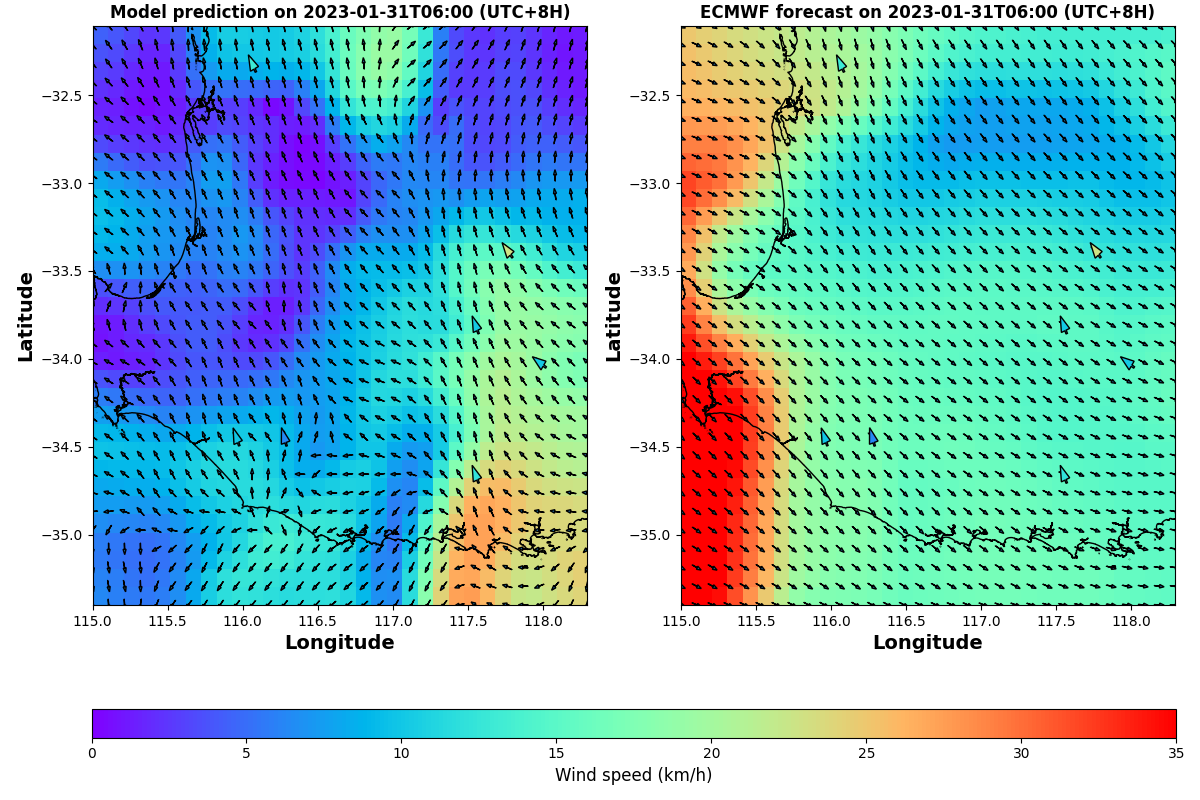 Model prediction on 2023-01-31T06:00 (UTC+8H)
ECMWF forecast on 2023-01-31T06:00 (UTC+8H)
Latitude
−32.5
−33.0
−33.5
−34.0
−34.5
−35.0
115.0 115.5 116.0 116.5 117.0 117.5 118.0
Longitude
Latitude
−32.5
−33.0
−33.5
−34.0
−34.5
−35.0
115.0 115.5 116.0 116.5 117.0 117.5 118.0
Longitude
0 5 10 15 20 25 30 35
Wind speed (km/h)